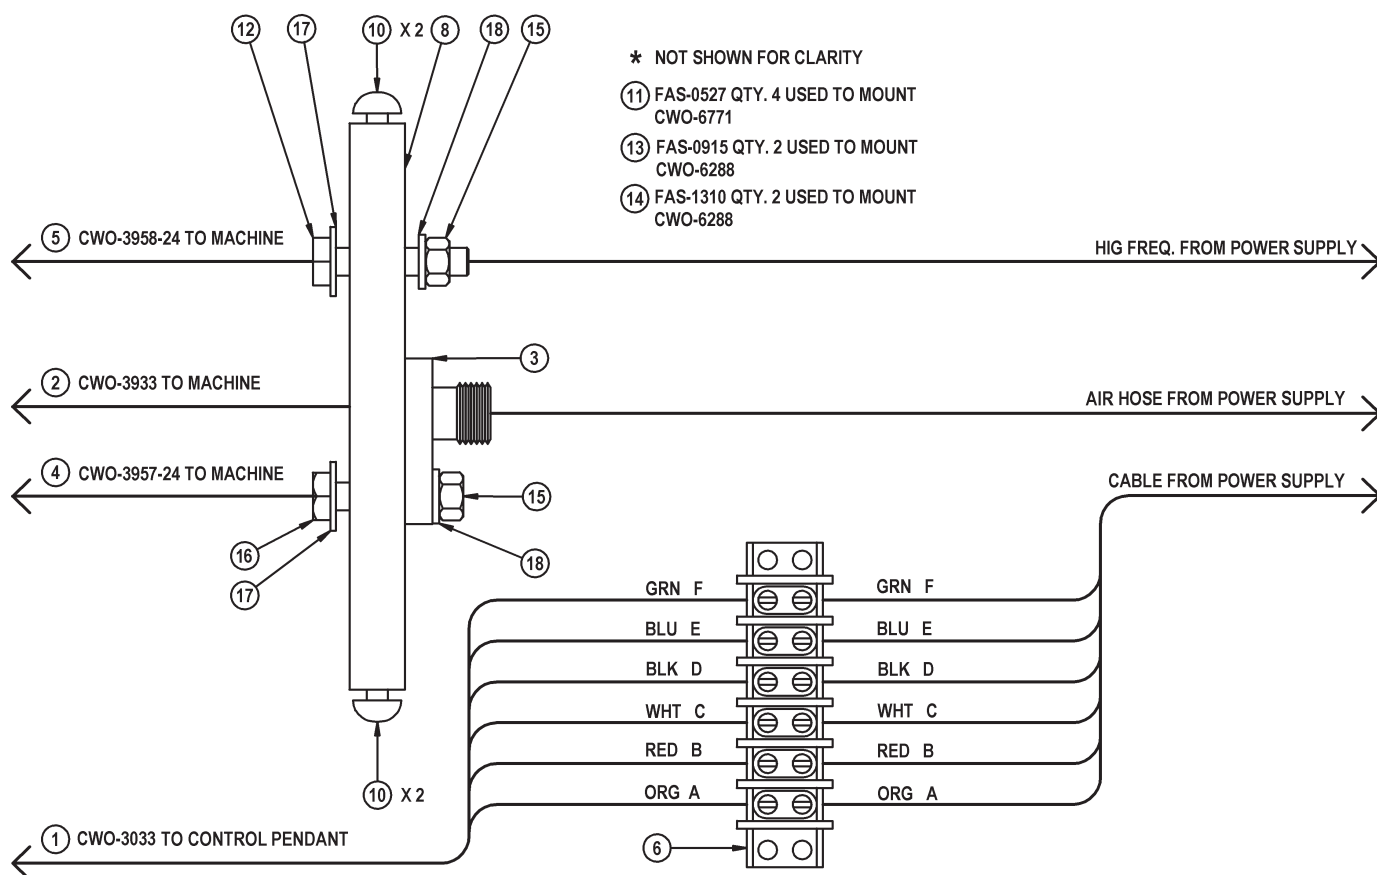 12 17 10 X 2 8 18 15
* NOT SHOWN FOR CLARITY
11 FAS-0527 QTY. 4 USED TO MOUNT
CWO-6771
13 FAS-0915 QTY. 2 USED TO MOUNT
CWO-6288
14 FAS-1310 QTY. 2 USED TO MOUNT
CWO-6288
5 CWO-3958-24 TO MACHINE
HIG FREQ. FROM POWER SUPPLY
3
2 CWO-3933 TO MACHINE
AIR HOSE FROM POWER SUPPLY
4 CWO-3957-24 TO MACHINE
CABLE FROM POWER SUPPLY
15
16
18
17
GRN F GRN F
BLU E BLU E
BLK D BLK D
WHT C WHT C
RED B RED B
ORG A ORG A
10 X 2
1 CWO-3033 TO CONTROL PENDANT
6